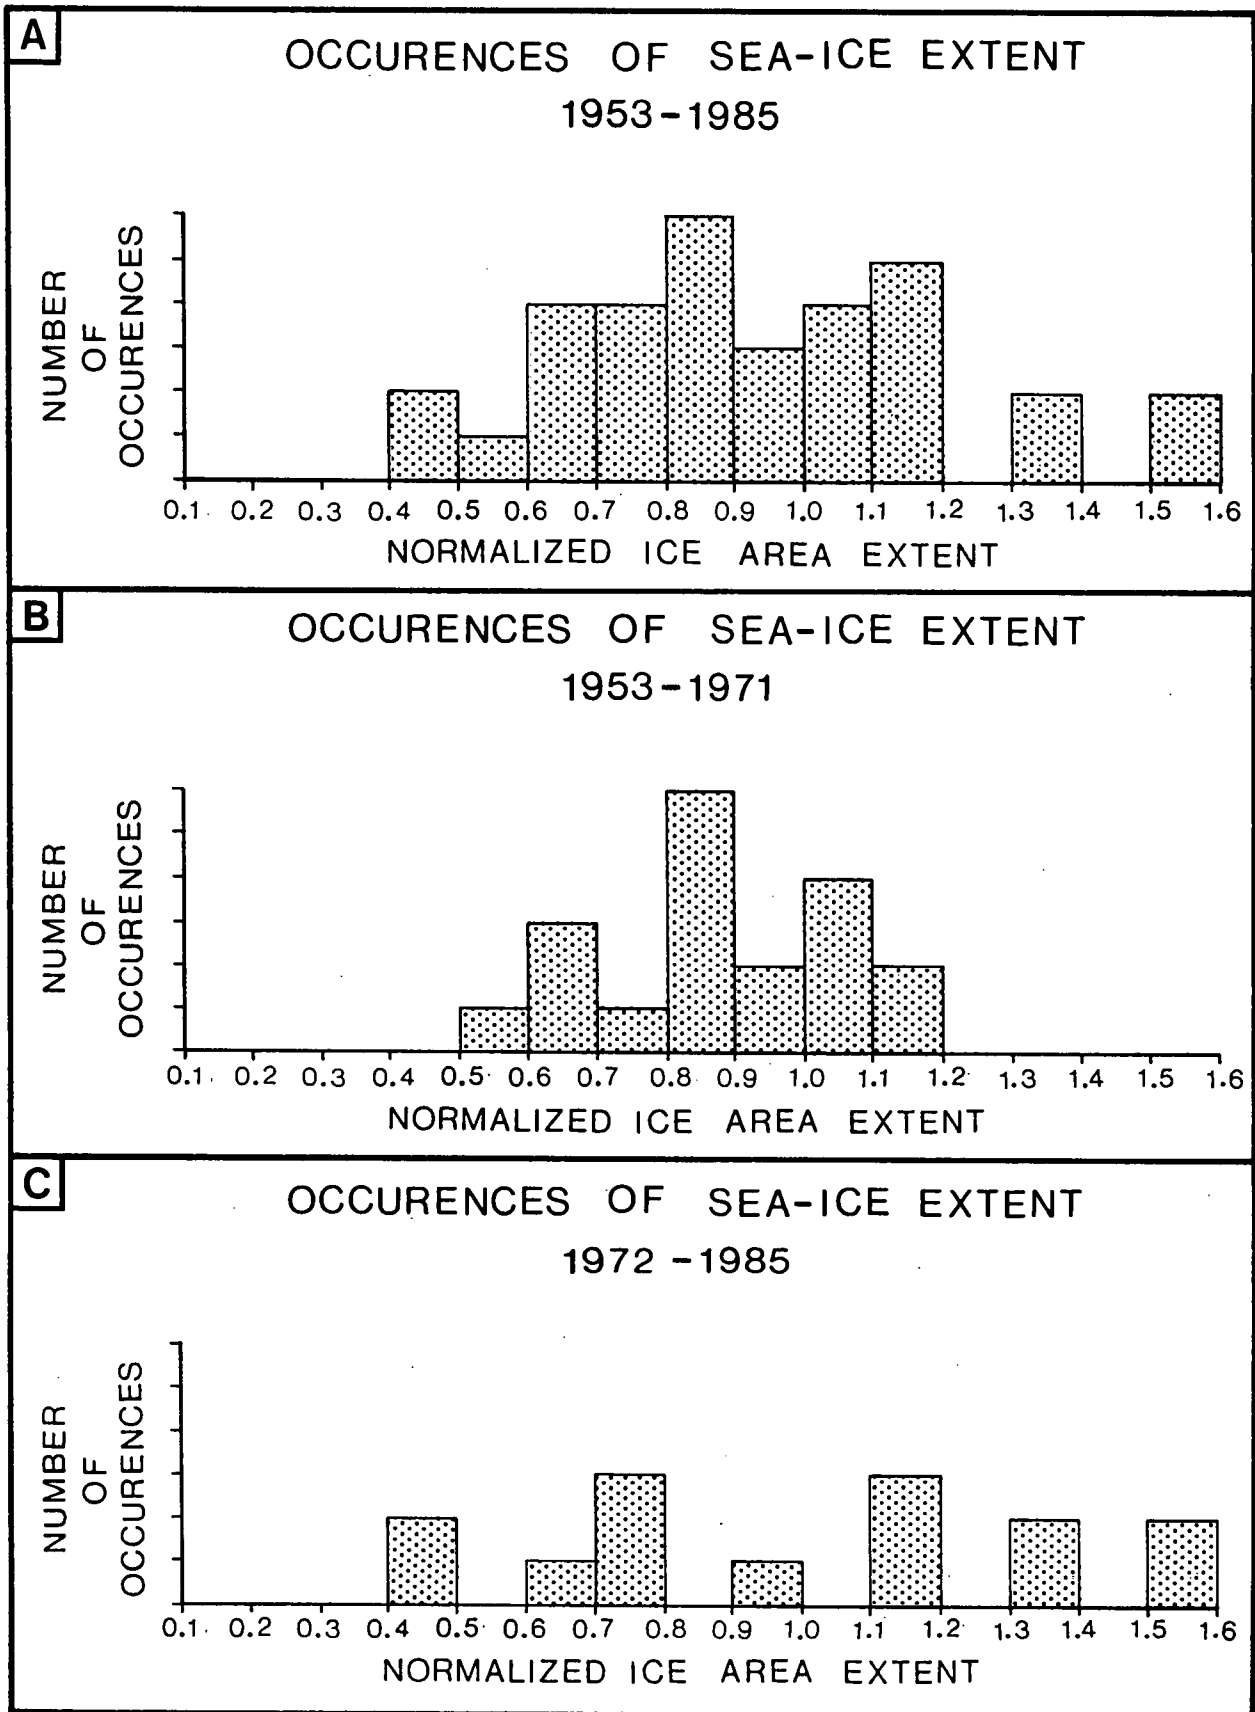 A
OCCURENCES OF SEA-ICE EXTENT
1953-1985
NUMBER
OF
OCCURENCES
0.1 0.2 0.3 0.4 0.5 0.6 0.7 0.8 0.9 1.0 1.1 1.2 1.3 1.4 1.5 1.6
NORMALIZED ICE AREA EXTENT
B
OCCURENCES OF SEA-ICE EXTENT
1953-1971
NUMBER
OF
OCCURENCES
0.1 0.2 0.3 0.4 0.5 0.6 0.7 0.8 0.9 1.0 1.1 1.2 1.3 1.4 1.5 1.6
NORMALIZED ICE AREA EXTENT
C
OCCURENCES OF SEA-ICE EXTENT
1972-1985
NUMBER
OF
OCCURENCES
0.1 0.2 0.3 0.4 0.5 0.6 0.7 0.8 0.9 1.0 1.1 1.2 1.3 1.4 1.5 1.6
NORMALIZED ICE AREA EXTENT